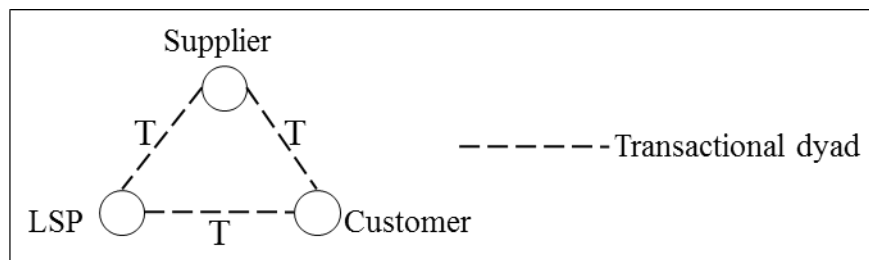 Supplier
T
T
Transactional dyad
LSP
T
Customer